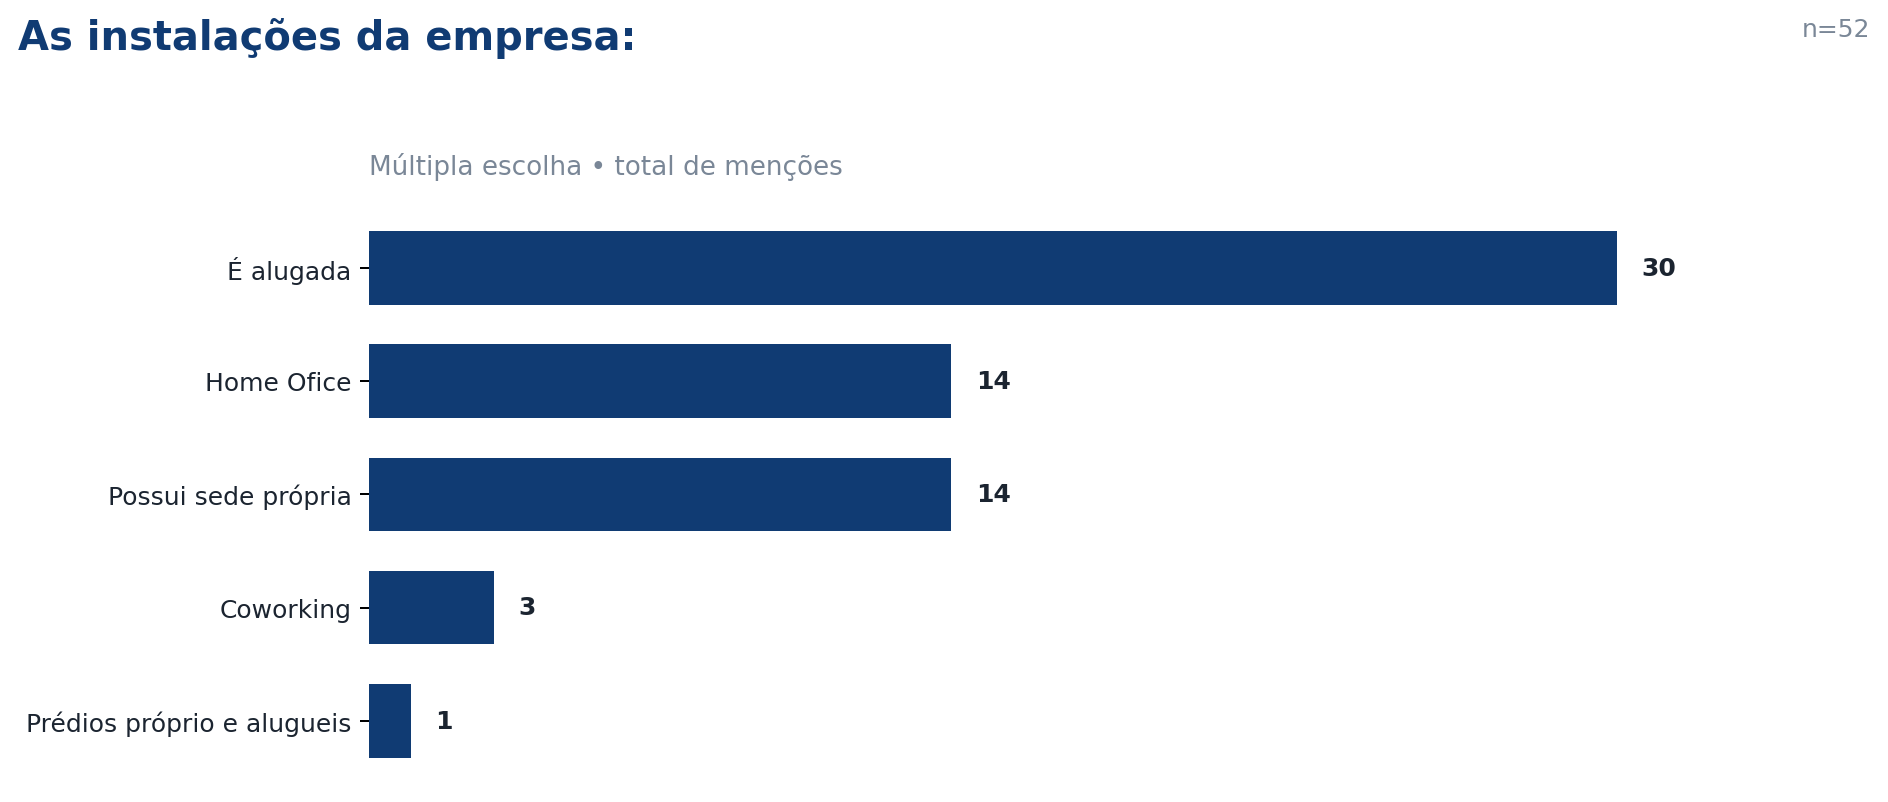 As instalações da empresa:
n=52
Múltipla escolha • total de menções
É alugada 30
Home Ofice 14
Possui sede própria 14
Coworking 3
Prédios próprio e alugueis 1